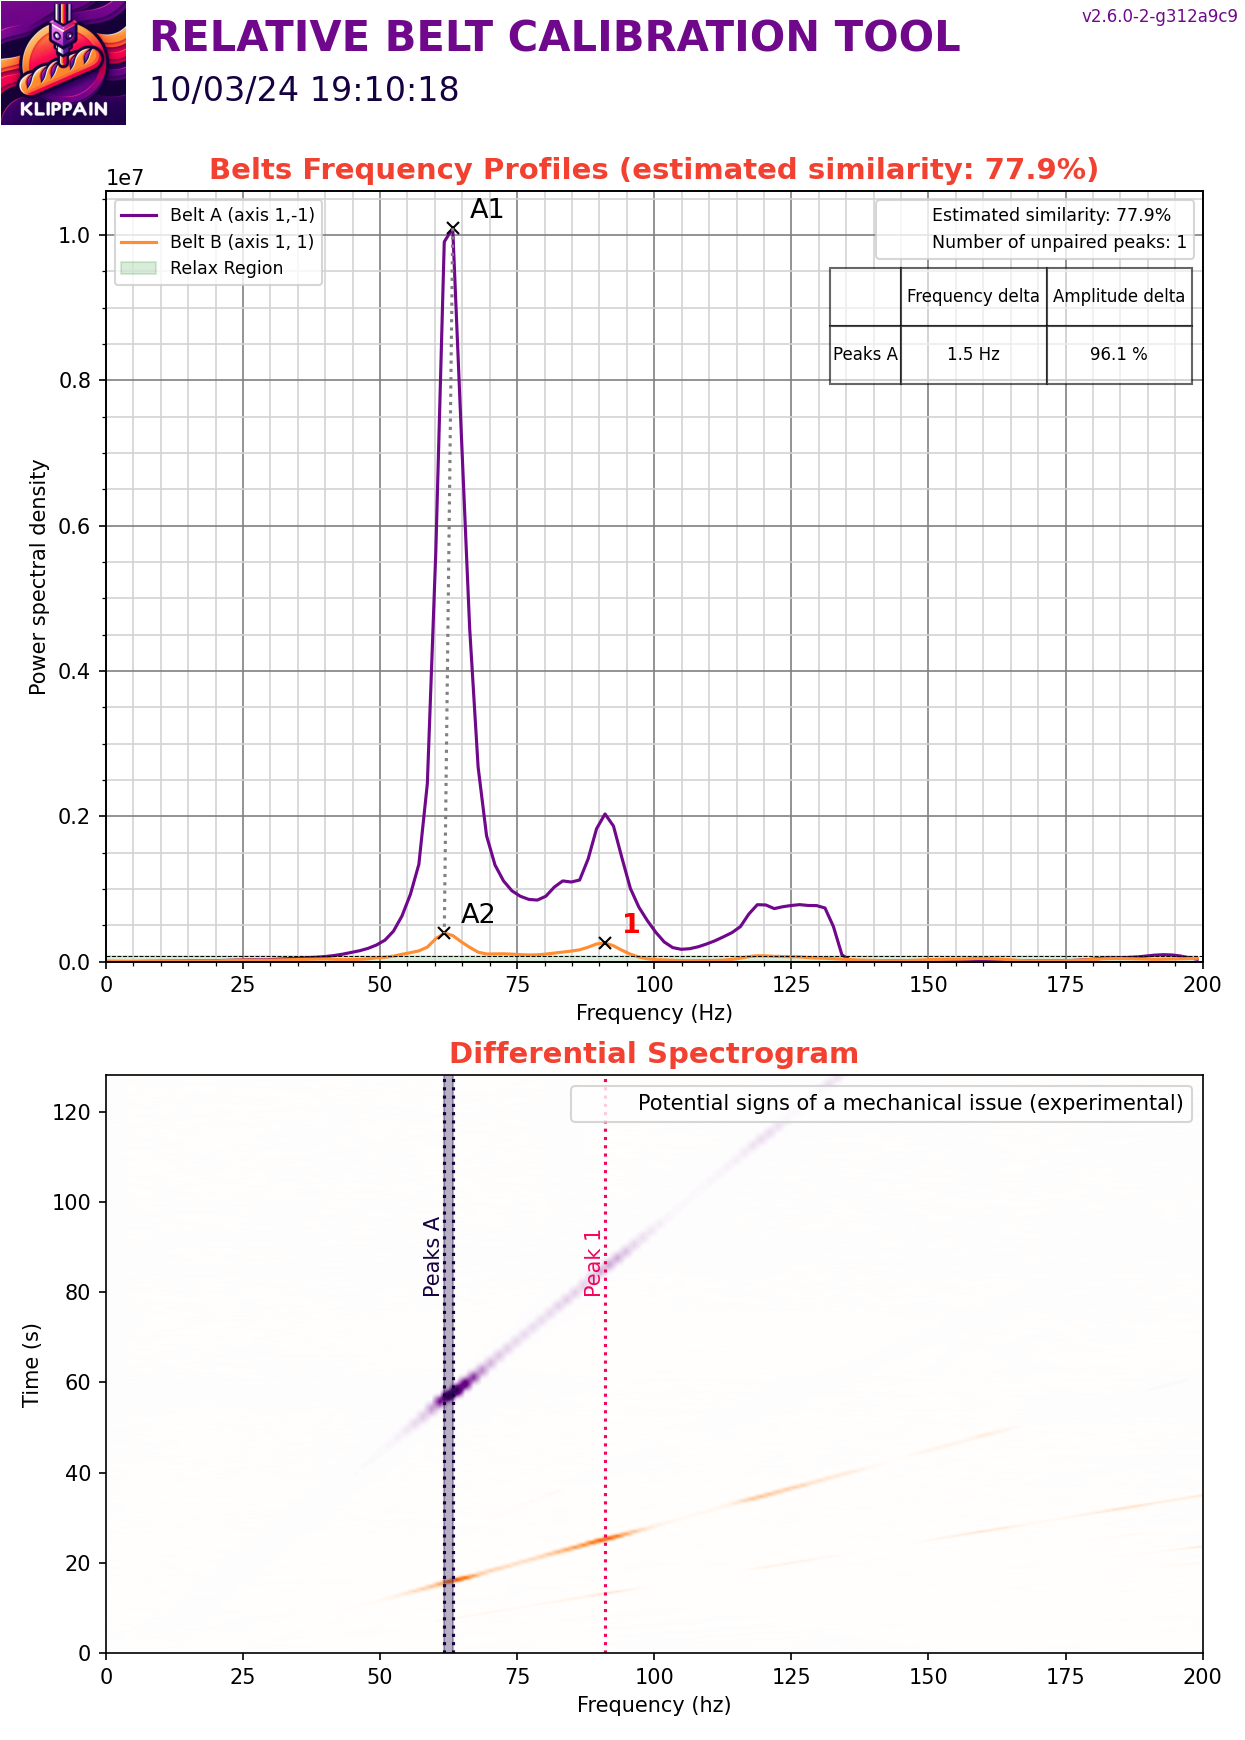 KLIPPAIN
RELATIVE BELT CALIBRATION TOOL
v2.6.0-2-g312a9c9
10/03/24 19:10:18
Belts Frequency Profiles (estimated similarity: 77.9%)
1e7
Belt A (axis 1,-1)
Belt B (axis 1, 1)
Relax Region
A1
Estimated similarity: 77.9%
Number of unpaired peaks: 1
Frequency delta Amplitude delta
Peaks A 1.5 Hz 96.1 %
Power spectral density
1.0
0.8
0.6
0.4
0.2
0.0
A2
1
0 25 50 75 100 125 150 175 200
Frequency (Hz)
Differential Spectrogram
Potential signs of a mechanical issue (experimental)
Peaks A
Peak 1
Time (s)
120
100
80
60
40
20
0
0 25 50 75 100 125 150 175 200
Frequency (hz)